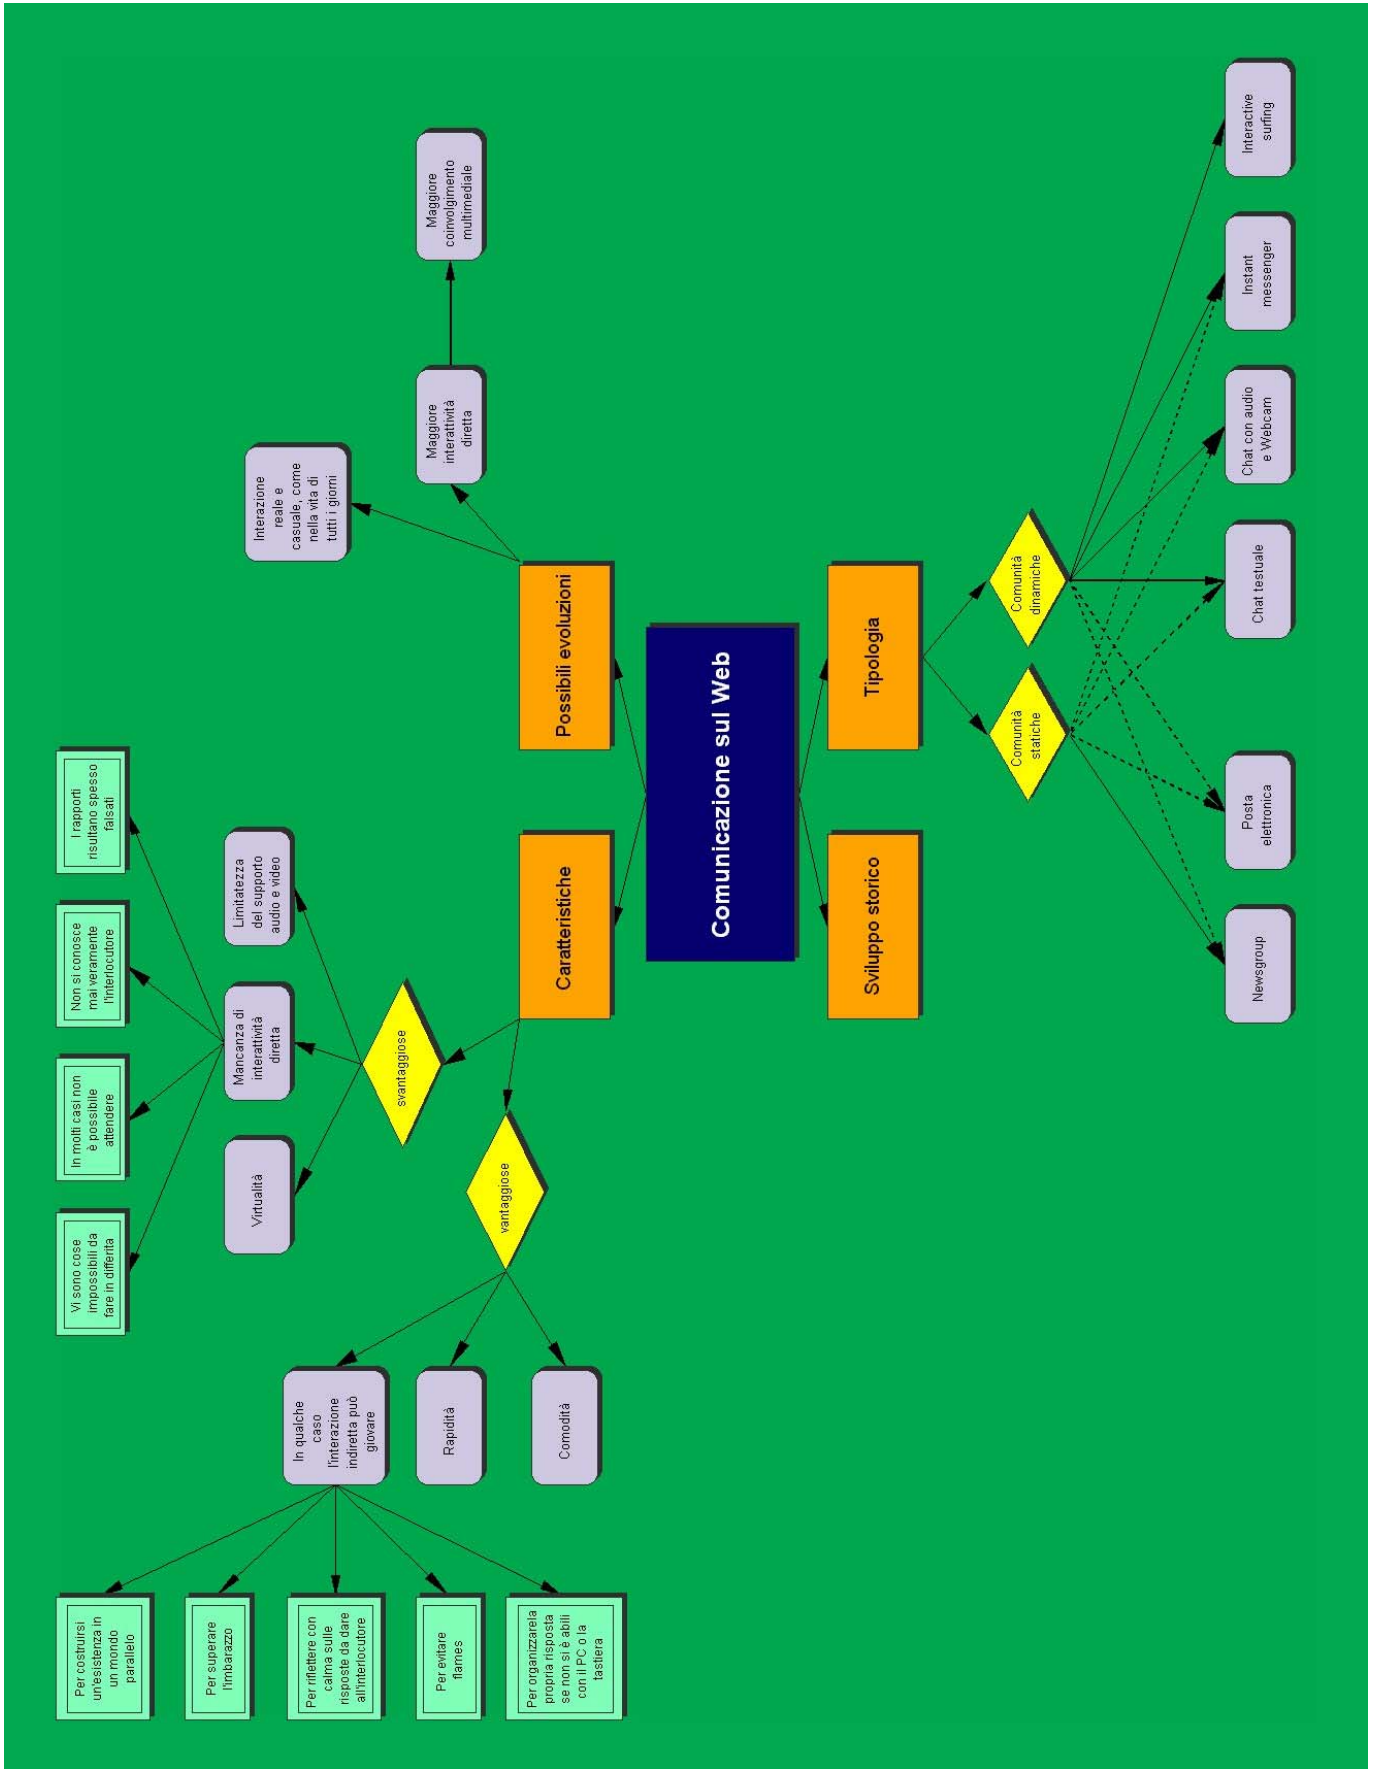 Per costruirsi
un'esistenza in
un mondo
parallelo
Vi sono cose
impossibili da
fare in differita
In molti casi non
è possibile
attendere
Non si conosce
mai veramente
l'interlocutore
I rapporti
risultano spesso
falsati
Per superare
l'imbarazzo
Virtualità
Mancanza di
interattività
diretta
Limitatezza
del supporto
audio e video
Interazione
reale e
casuale, come
nella vita di
tutti i giorni
Per riflettere con
calma sulle
risposte da dare
all'interlocutore
In qualche
caso
l'interazione
indiretta può
giovare
svantaggiose
Per evitare
flames
Rapidità
Maggiore
interattività
diretta
Maggiore
coinvolgimento
multimediale
vantaggiose
Per organizzarela
propria risposta
se non si è abili
con il PC o la
tastiera
Comodità
Caratteristiche
Possibili evoluzioni
Comunicazione sul Web
Sviluppo storico
Tipologia
Comunità
statiche
Comunità
dinamiche
Newsgroup
Posta
elettronica
Chat testuale
Chat con audio
e Webcam
Instant
messenger
Interactive
surfing